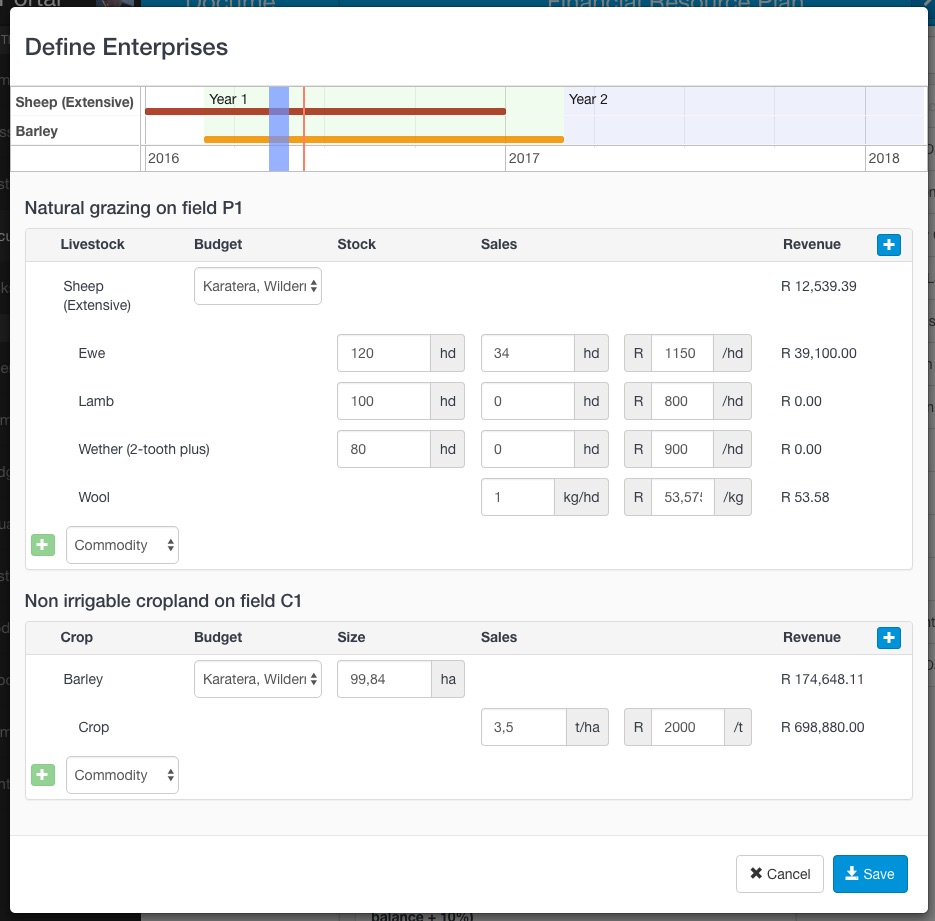 Define Enterprises
Year 1
Year 2
Sheep (Extensive)
Barley
2016
2017
2018
Natural grazing on field P1
Livestock Budget Stock Sales Revenue
Sheep (Extensive) Karatera, Wilder R 12,539.39
Ewe 120 hd 34 hd R 1150 /hd R 39,100.00
Lamb 100 hd 0 hd R 800 /hd R 0.00
Wether (2-tooth plus) 80 hd 0 hd R 900 /hd R 0.00
Wool 1 kg/hd R 53,575 /kg R 53.58
Commodity
Non irrigable cropland on field C1
Crop Budget Size Sales Revenue
Barley Karatera, Wilder 99,84 ha R 174,648.11
Crop 3,5 t/ha R 2000 /t R 698,880.00
Commodity
Cancel
Save
balance + 10%)